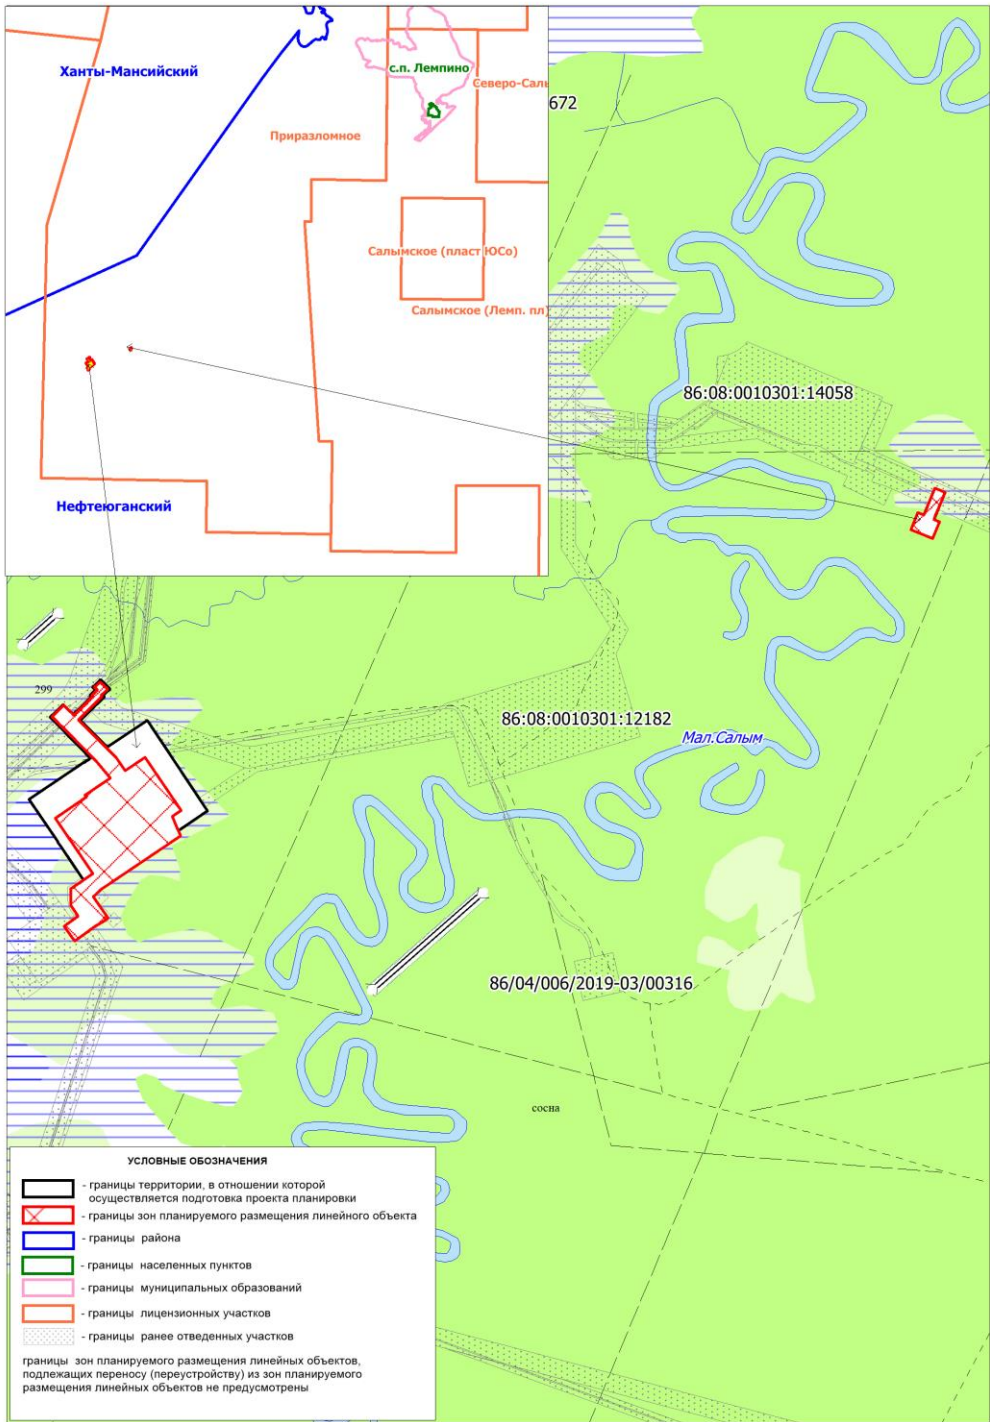 Ханты-Мансийский
с.п. Лемпино
Северо-Салы
672
Приразломное
Салымское (пласт ЮСо)
Салымское (Лемп. пл)
86:08:0010301:14058
Нефтеюганский
299
86:08:0010301:12182
Мал.Салым
86/04/006/2019-03/00316
сосна
УСЛОВНЫЕ ОБОЗНАЧЕНИЯ
- границы территории, в отношении которой
осуществляется подготовка проекта планировки
- границы зон планируемого размещения линейного объекта
- границы района
- границы населенных пунктов
- границы муниципальных образований
- границы лицензионных участков
- границы ранее отведенных участков
границы зон планируемого размещения линейных объектов,
подлежащих переносу (переустройству) из зон планируемого
размещения линейных объектов не предусмотрены